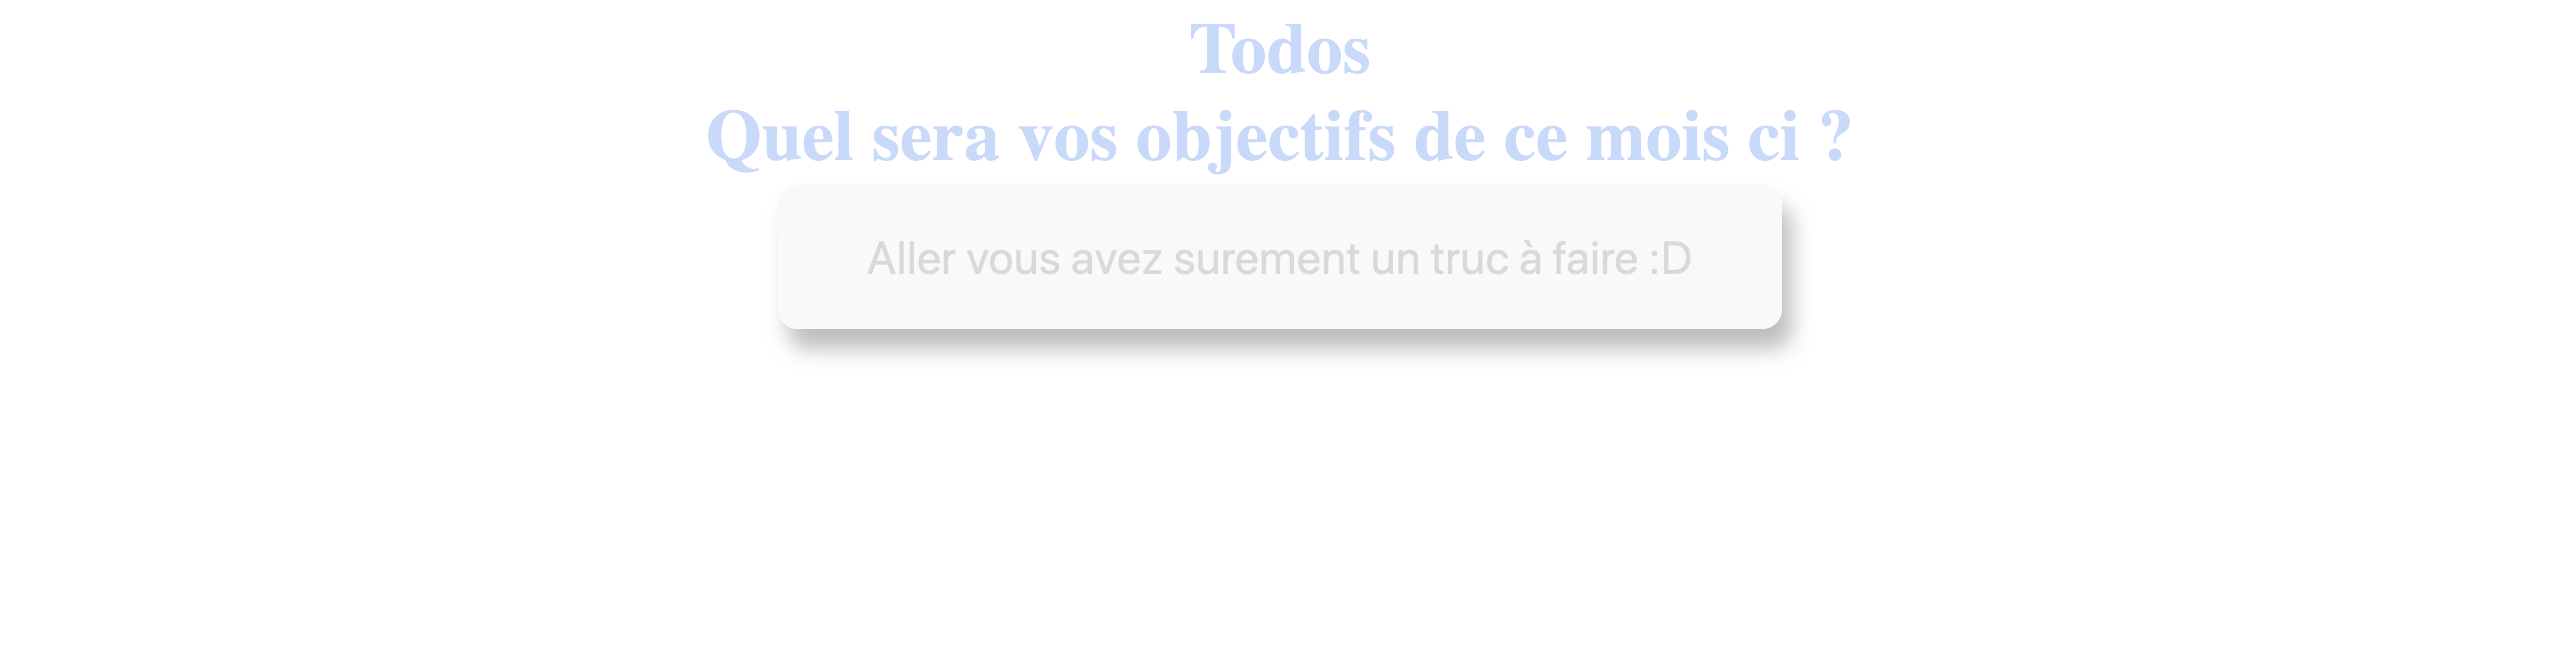 Todos
Quel sera vos objectifs de ce mois ci ?
Aller vous avez surement un truc à faire :D